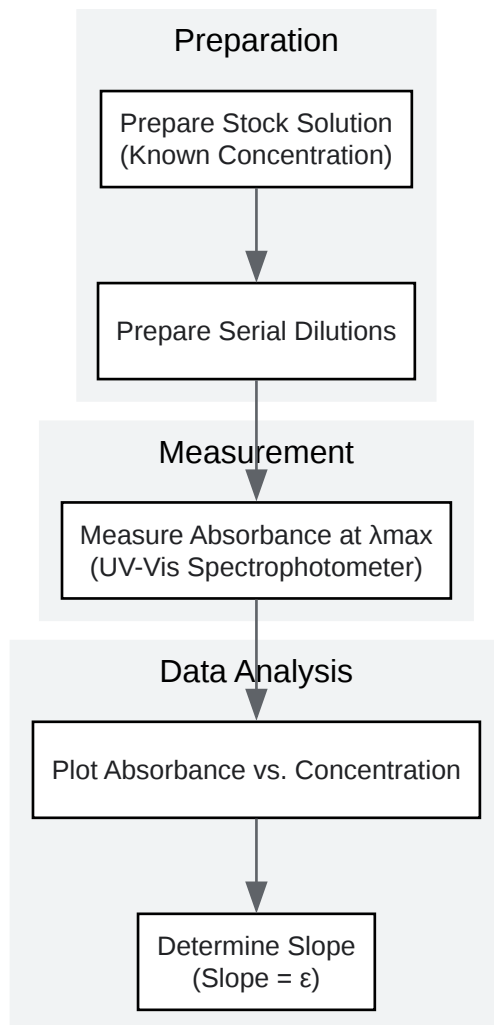 Preparation
Prepare Stock Solution
(Known Concentration)
Prepare Serial Dilutions
Measurement
Measure Absorbance at λmax
(UV-Vis Spectrophotometer)
Data Analysis
Plot Absorbance vs. Concentration
Determine Slope
(Slope = ε)